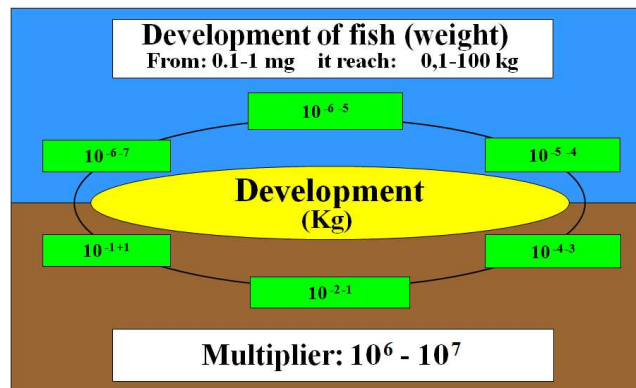 Development of fish (weight)
From: 0.1-1 mg it reach: 0,1-100 kg
10⁻⁶⁻⁵
10⁻⁶⁻⁷
10⁻⁵⁻⁴
Development
(Kg)
10⁻¹⁺¹
10⁻⁴⁻³
10⁻²⁻¹
Multiplier: 10⁶ - 10⁷